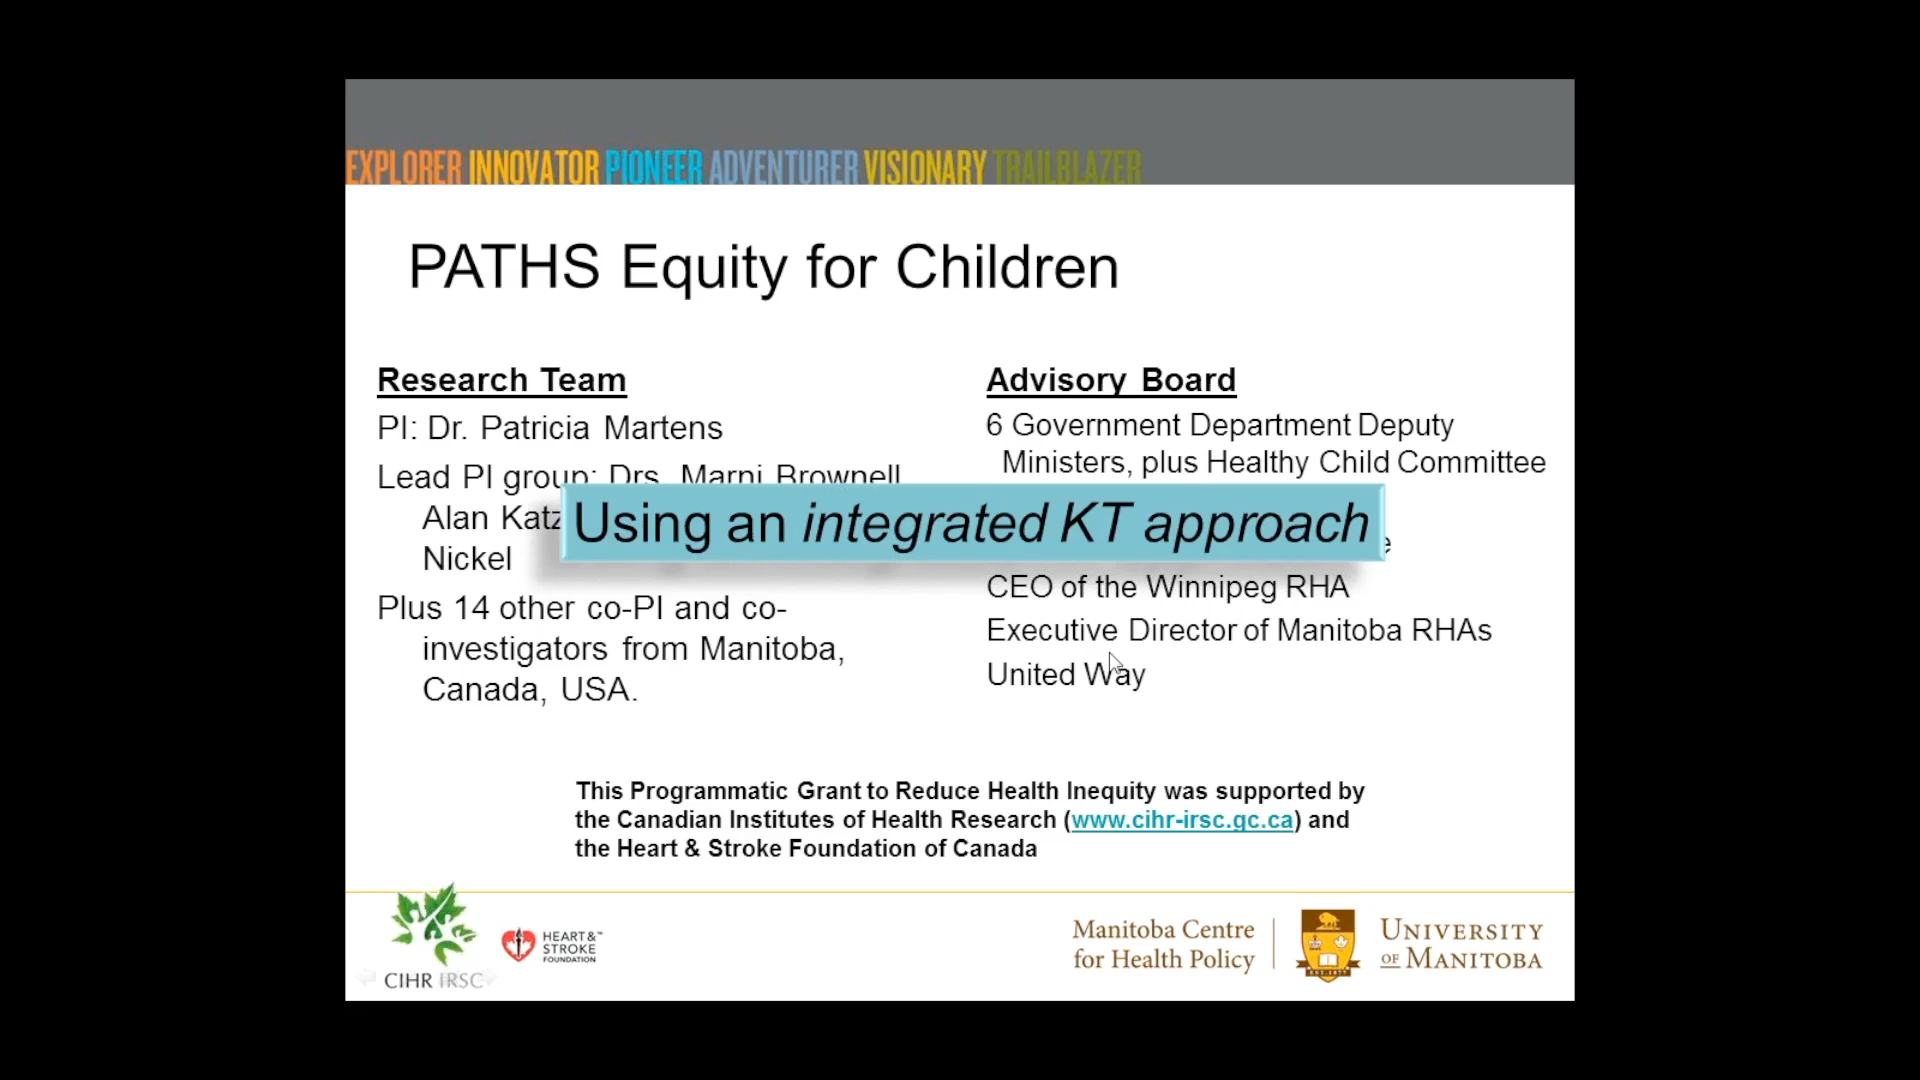 EXPLORER INNOVATOR PIONEER ADVENTURER VISIONARY TRAILBLAZER
PATHS Equity for Children
Research Team
PI: Dr. Patricia Martens
Lead PI group: Drs. Marni Brownell
Alan Katz
Nickel
Plus 14 other co-PI and co-
investigators from Manitoba,
Canada, USA.
Advisory Board
6 Government Department Deputy
Ministers, plus Healthy Child Committee
CEO of the Winnipeg RHA
Executive Director of Manitoba RHAs
United Way
Using an integrated KT approach
This Programmatic Grant to Reduce Health Inequity was supported by
the Canadian Institutes of Health Research (www.cihr-irsc.gc.ca) and
the Heart & Stroke Foundation of Canada
CIHR IRSC
HEART&™
STROKE
FOUNDATION
Manitoba Centre
for Health Policy
UNIVERSITY
OF MANITOBA